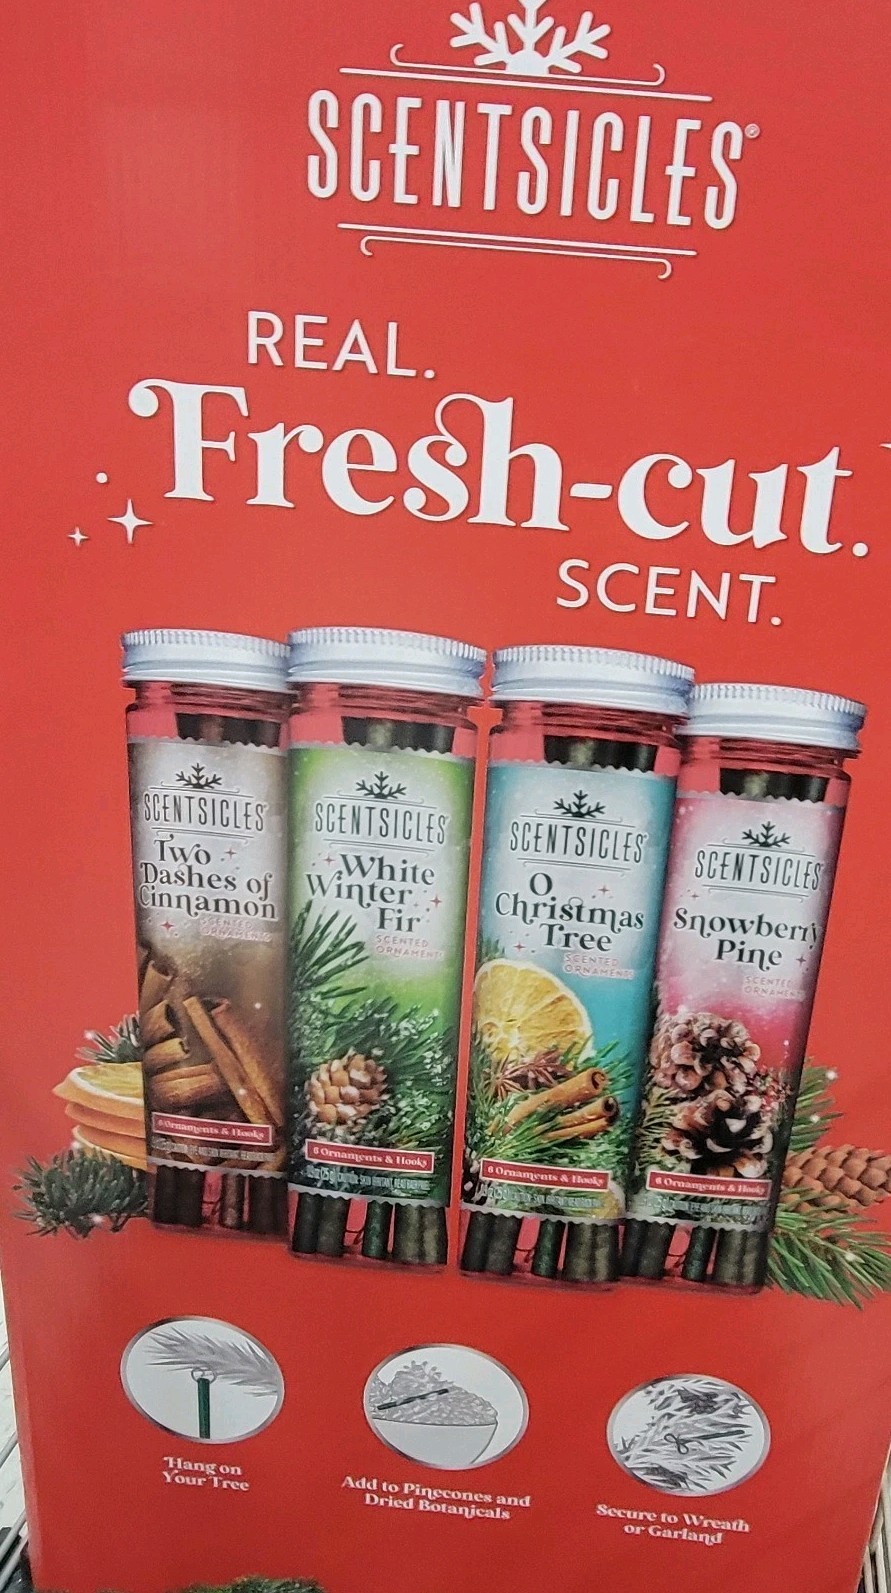 SCENTSICLES®
REAL.
Fresh-cut.
SCENT.
SCENTSICLES
Two
Dashes of
Cinnamon
SCENTED
ORNAMENTS
6 Ornaments & Hooks
SCENTSICLES
White
Winter
Fir
SCENTED
ORNAMENTS
6 Ornaments & Hooks
SCENTSICLES
O
Christmas
Tree
SCENTED
ORNAMENTS
6 Ornaments & Hooks
SCENTSICLES
Snowberry
Pine
SCENTED
ORNAMENTS
6 Ornaments & Hooks
Hang on
Your Tree
Add to Pinecones and
Dried Botanicals
Secure to Wreath
or Garland